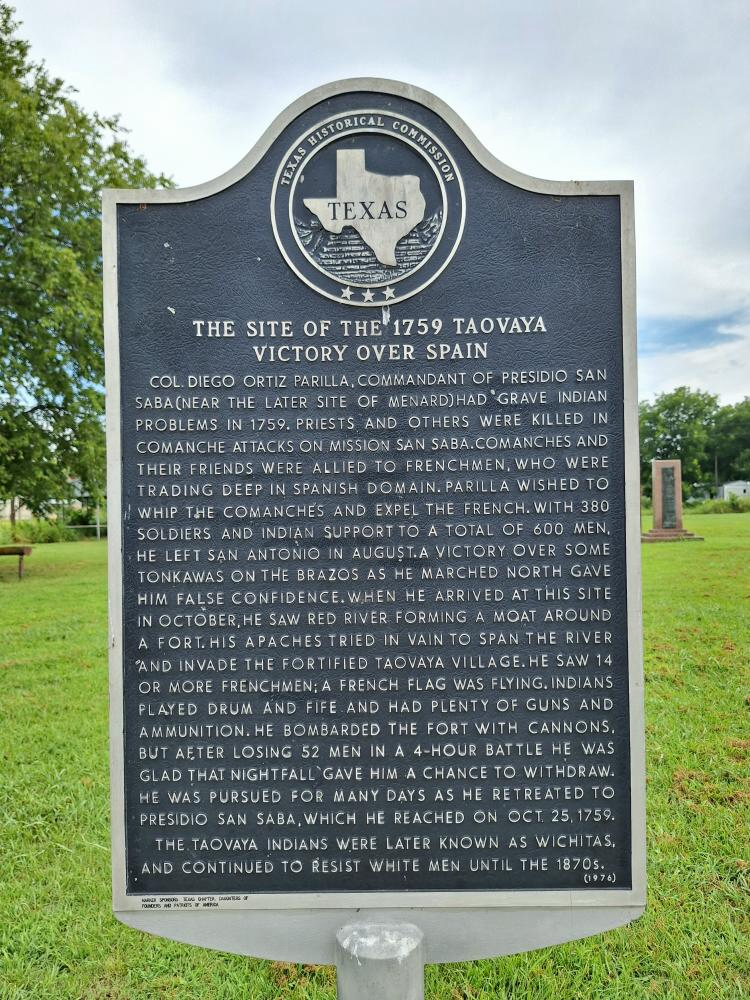 TEXAS HISTORICAL COMMISSION
TEXAS
THE SITE OF THE 1759 TAOVAYA
VICTORY OVER SPAIN
COL. DIEGO ORTIZ PARILLA, COMMANDANT OF PRESIDIO SAN
SABA (NEAR THE LATER SITE OF MENARD) HAD GRAVE INDIAN
PROBLEMS IN 1759. PRIESTS AND OTHERS WERE KILLED IN
COMANCHE ATTACKS ON MISSION SAN SABA. COMANCHES AND
THEIR FRIENDS WERE ALLIED TO FRENCHMEN, WHO WERE
TRADING DEEP IN SPANISH DOMAIN. PARILLA WISHED TO
WHIP THE COMANCHES AND EXPEL THE FRENCH. WITH 380
SOLDIERS AND INDIAN SUPPORT TO A TOTAL OF 600 MEN,
HE LEFT SAN ANTONIO IN AUGUST. A VICTORY OVER SOME
TONKAWAS ON THE BRAZOS AS HE MARCHED NORTH GAVE
HIM FALSE CONFIDENCE. WHEN HE ARRIVED AT THIS SITE
IN OCTOBER, HE SAW RED RIVER FORMING A MOAT AROUND
A FORT. HIS APACHES TRIED IN VAIN TO SPAN THE RIVER
AND INVADE THE FORTIFIED TAOVAYA VILLAGE. HE SAW 14
OR MORE FRENCHMEN; A FRENCH FLAG WAS FLYING. INDIANS
PLAYED DRUM AND FIFE AND HAD PLENTY OF GUNS AND
AMMUNITION. HE BOMBARDED THE FORT WITH CANNONS,
BUT AFTER LOSING 52 MEN IN A 4-HOUR BATTLE HE WAS
GLAD THAT NIGHTFALL GAVE HIM A CHANCE TO WITHDRAW.
HE WAS PURSUED FOR MANY DAYS AS HE RETREATED TO
PRESIDIO SAN SABA, WHICH HE REACHED ON OCT. 25, 1759.
THE TAOVAYA INDIANS WERE LATER KNOWN AS WICHITAS,
AND CONTINUED TO RESIST WHITE MEN UNTIL THE 1870s.
(1976)
MARKER SPONSORS: TEXAS CHAPTER, DAUGHTERS OF
FOUNDERS AND PATRIOTS OF AMERICA